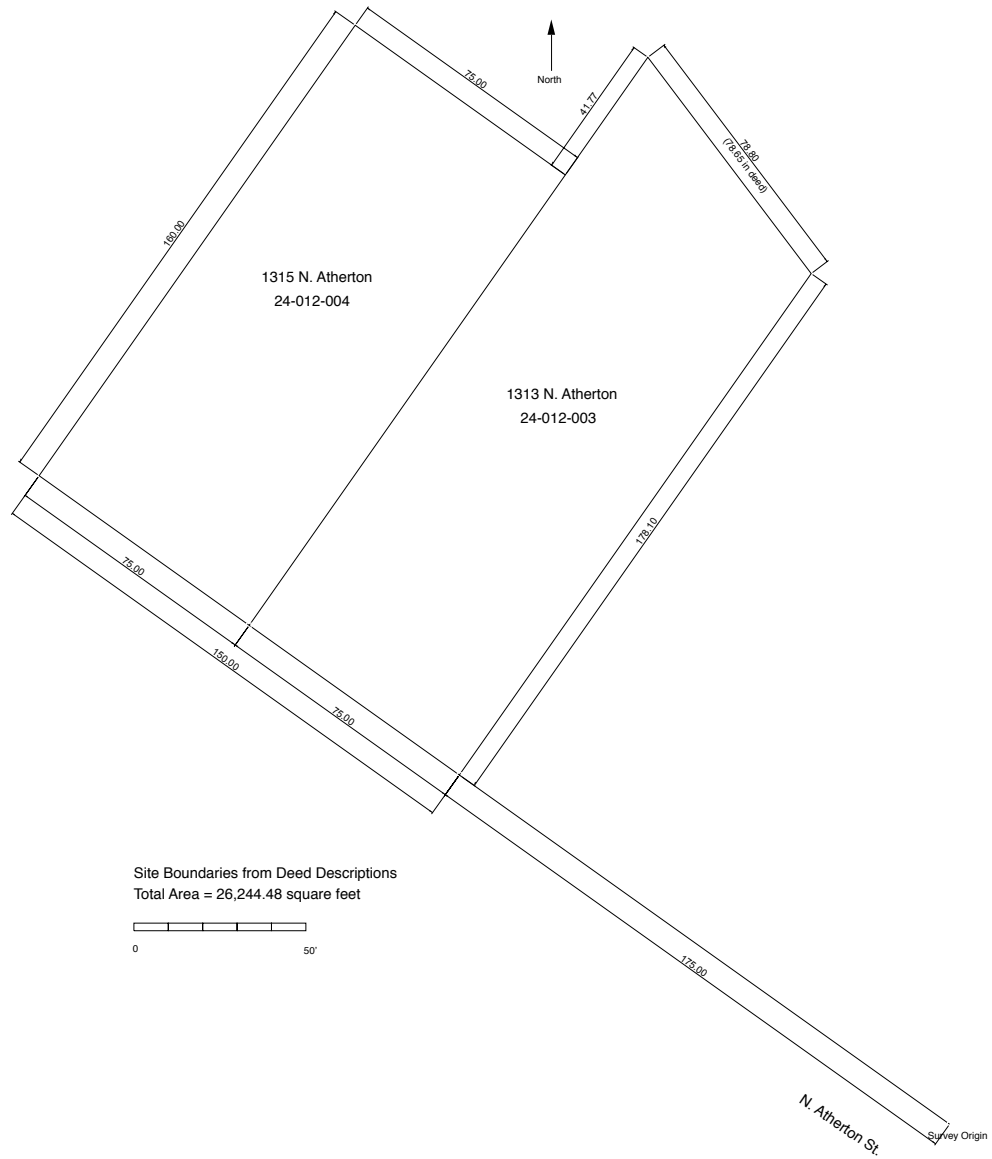 75.00
North
41.77
78.80
(78.65 in deed)
160.00
1315 N. Atherton
24-012-004
1313 N. Atherton
24-012-003
178.10
75.00
150.00
75.00
Site Boundaries from Deed Descriptions
Total Area = 26,244.48 square feet
0
50'
175.00
N. Atherton St.
Survey Origin